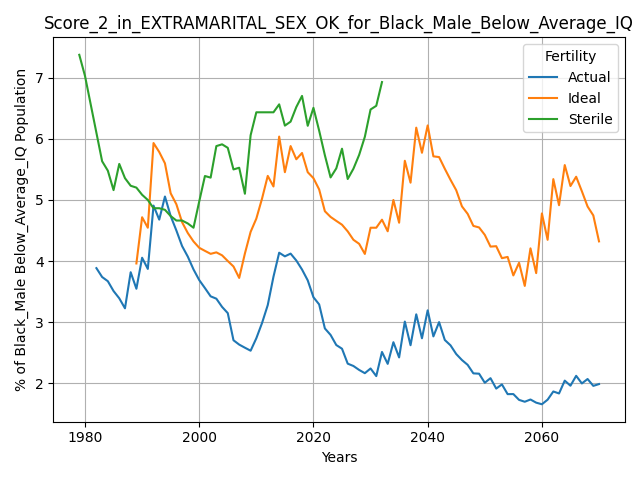 Score_2_in_EXTRAMARITAL_SEX_OK_for_Black_Male_Below_Average_IQ
% of Black_Male Below_Average_IQ Population
7
6
5
4
3
2
Fertility
Actual
Ideal
Sterile
1980 2000 2020 2040 2060
Years